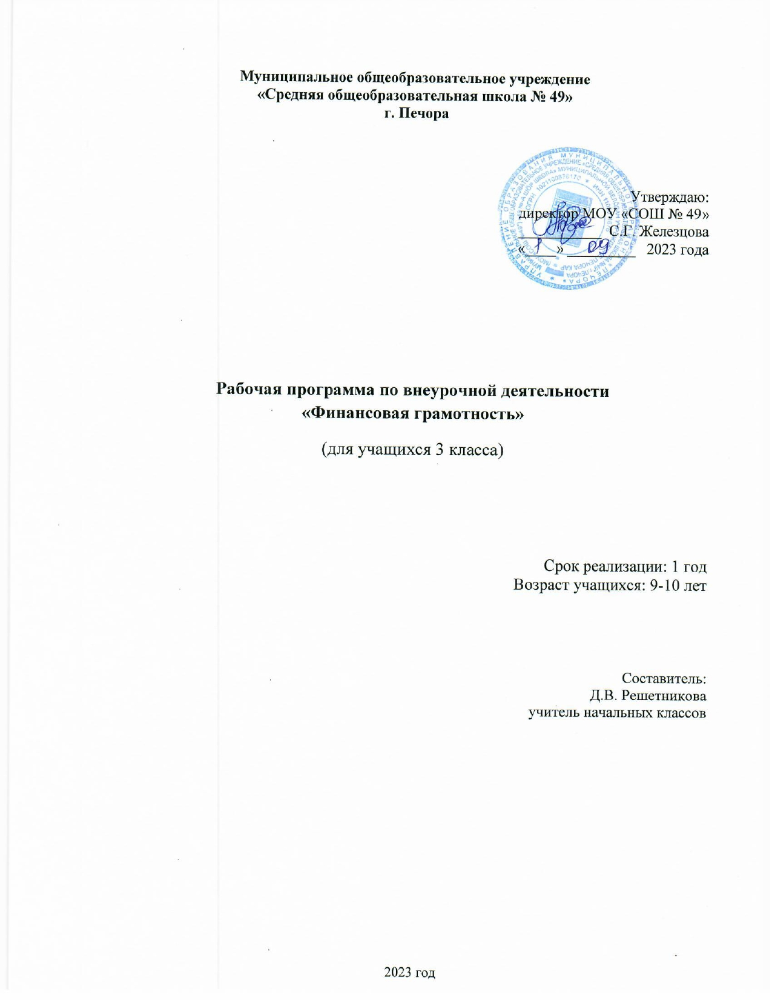 Муниципальное общеобразовательное учреждение
«Средняя общеобразовательная школа № 49»
г. Печора
Утверждаю:
директор МОУ «СОШ № 49»
С.Г. Железцова
« 1 » 09 2023 года
Рабочая программа по внеурочной деятельности
«Финансовая грамотность»
(для учащихся 3 класса)
Срок реализации: 1 год
Возраст учащихся: 9-10 лет
Составитель:
Д.В. Решетникова
учитель начальных классов
2023 год